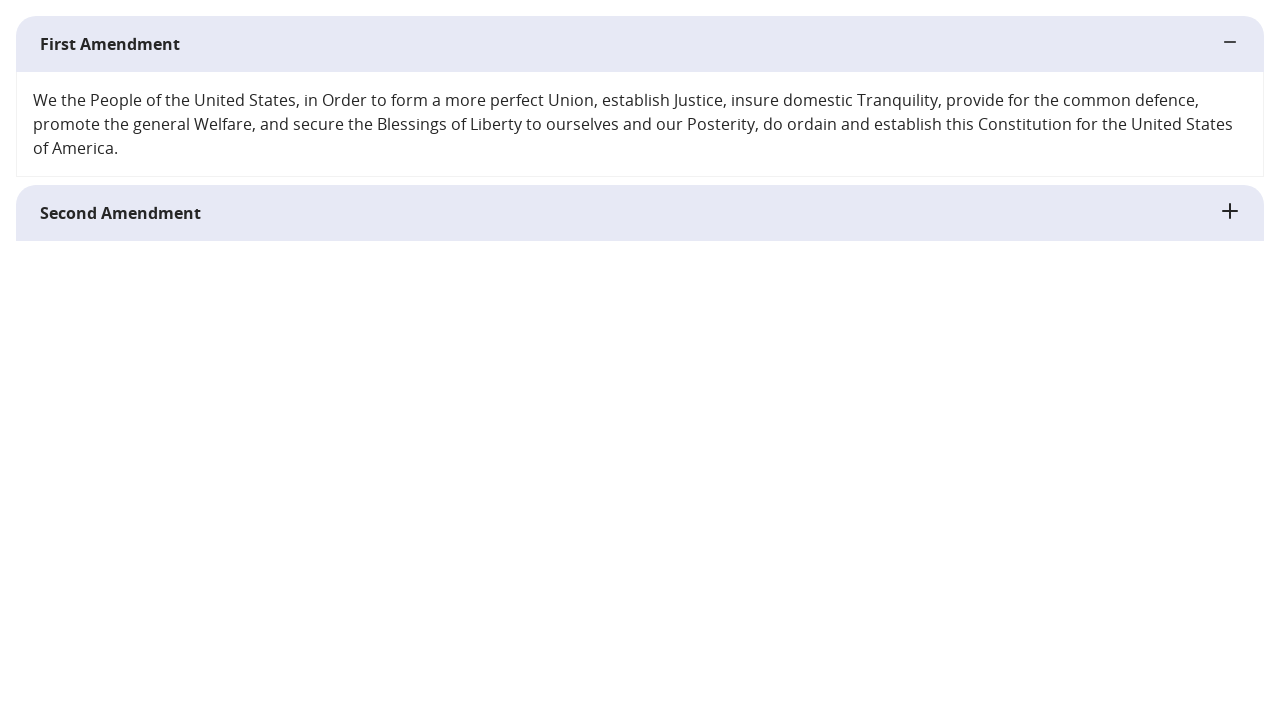 First Amendment
We the People of the United States, in Order to form a more perfect Union, establish Justice, insure domestic Tranquility, provide for the common defence,
promote the general Welfare, and secure the Blessings of Liberty to ourselves and our Posterity, do ordain and establish this Constitution for the United States
of America.
Second Amendment